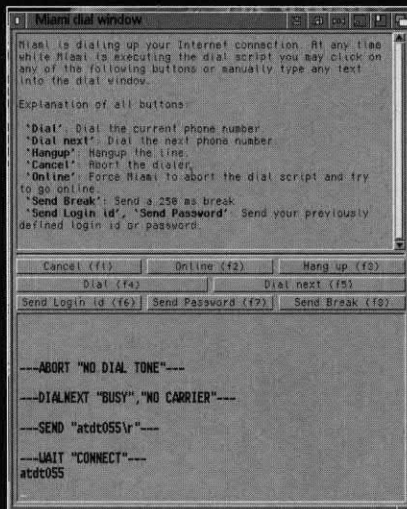 Miami dial window
Miami is dialing up your Internet connection. At any time
while Miami is executing the dial script you may click on
any of the following buttons or manually type any text
into the dial window.
Explanation of all buttons:
'Dial': Dial the current phone number.
'Dial next': Dial the next phone number.
'Hangup': Hangup the line.
'Cancel': Abort the dialer.
'Online': Force Miami to abort the dial script and try
to go online.
'Send Break': Send a 250 ms break.
'Send Login id', 'Send Password': Send your previously
defined login id or password.
Cancel (f1) Online (f2) Hang up (f3)
Dial (f4) Dial next (f5)
Send Login id (f6) Send Password (f7) Send Break (f8)
---ABORT "NO DIAL TONE"---
---DIALNEXT "BUSY","NO CARRIER"---
---SEND "atdt055\r"---
---WAIT "CONNECT"---
atdt055